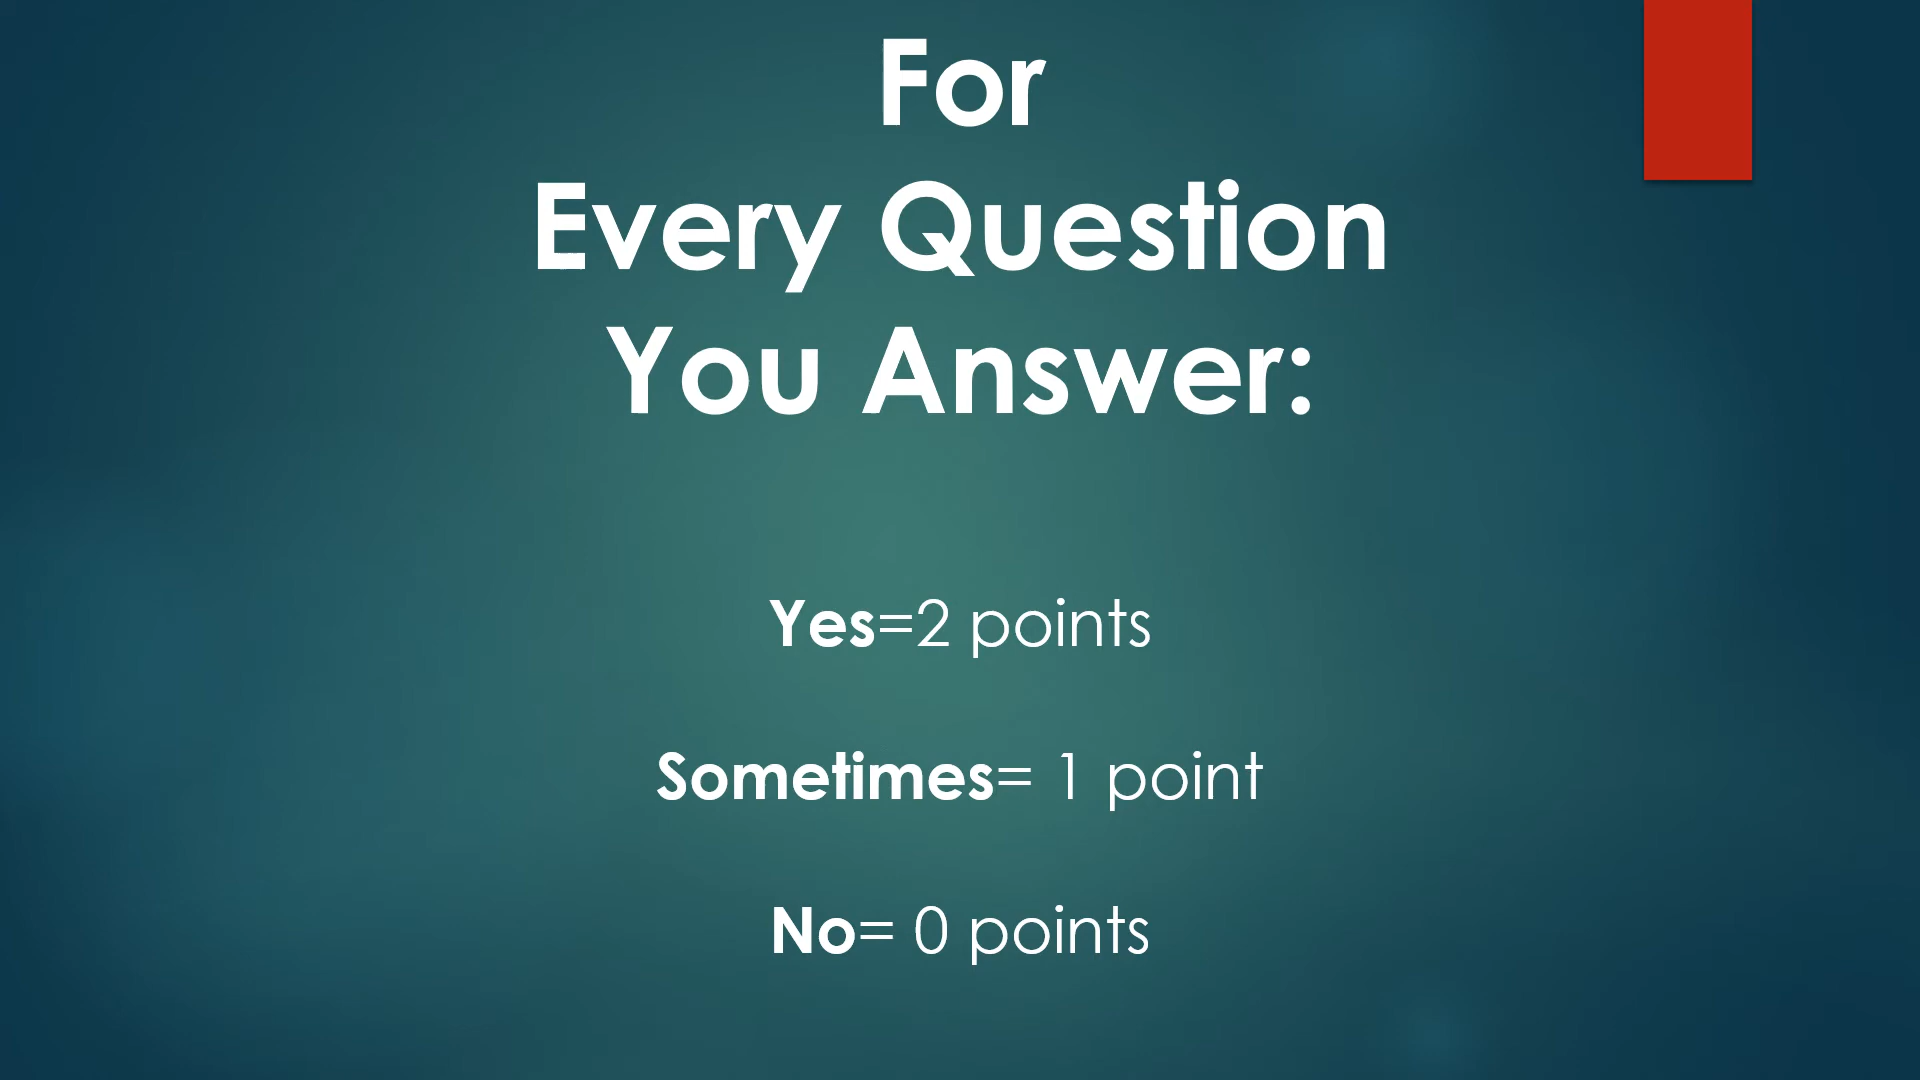 For
Every Question
You Answer:
Yes=2 points
Sometimes= 1 point
No= 0 points